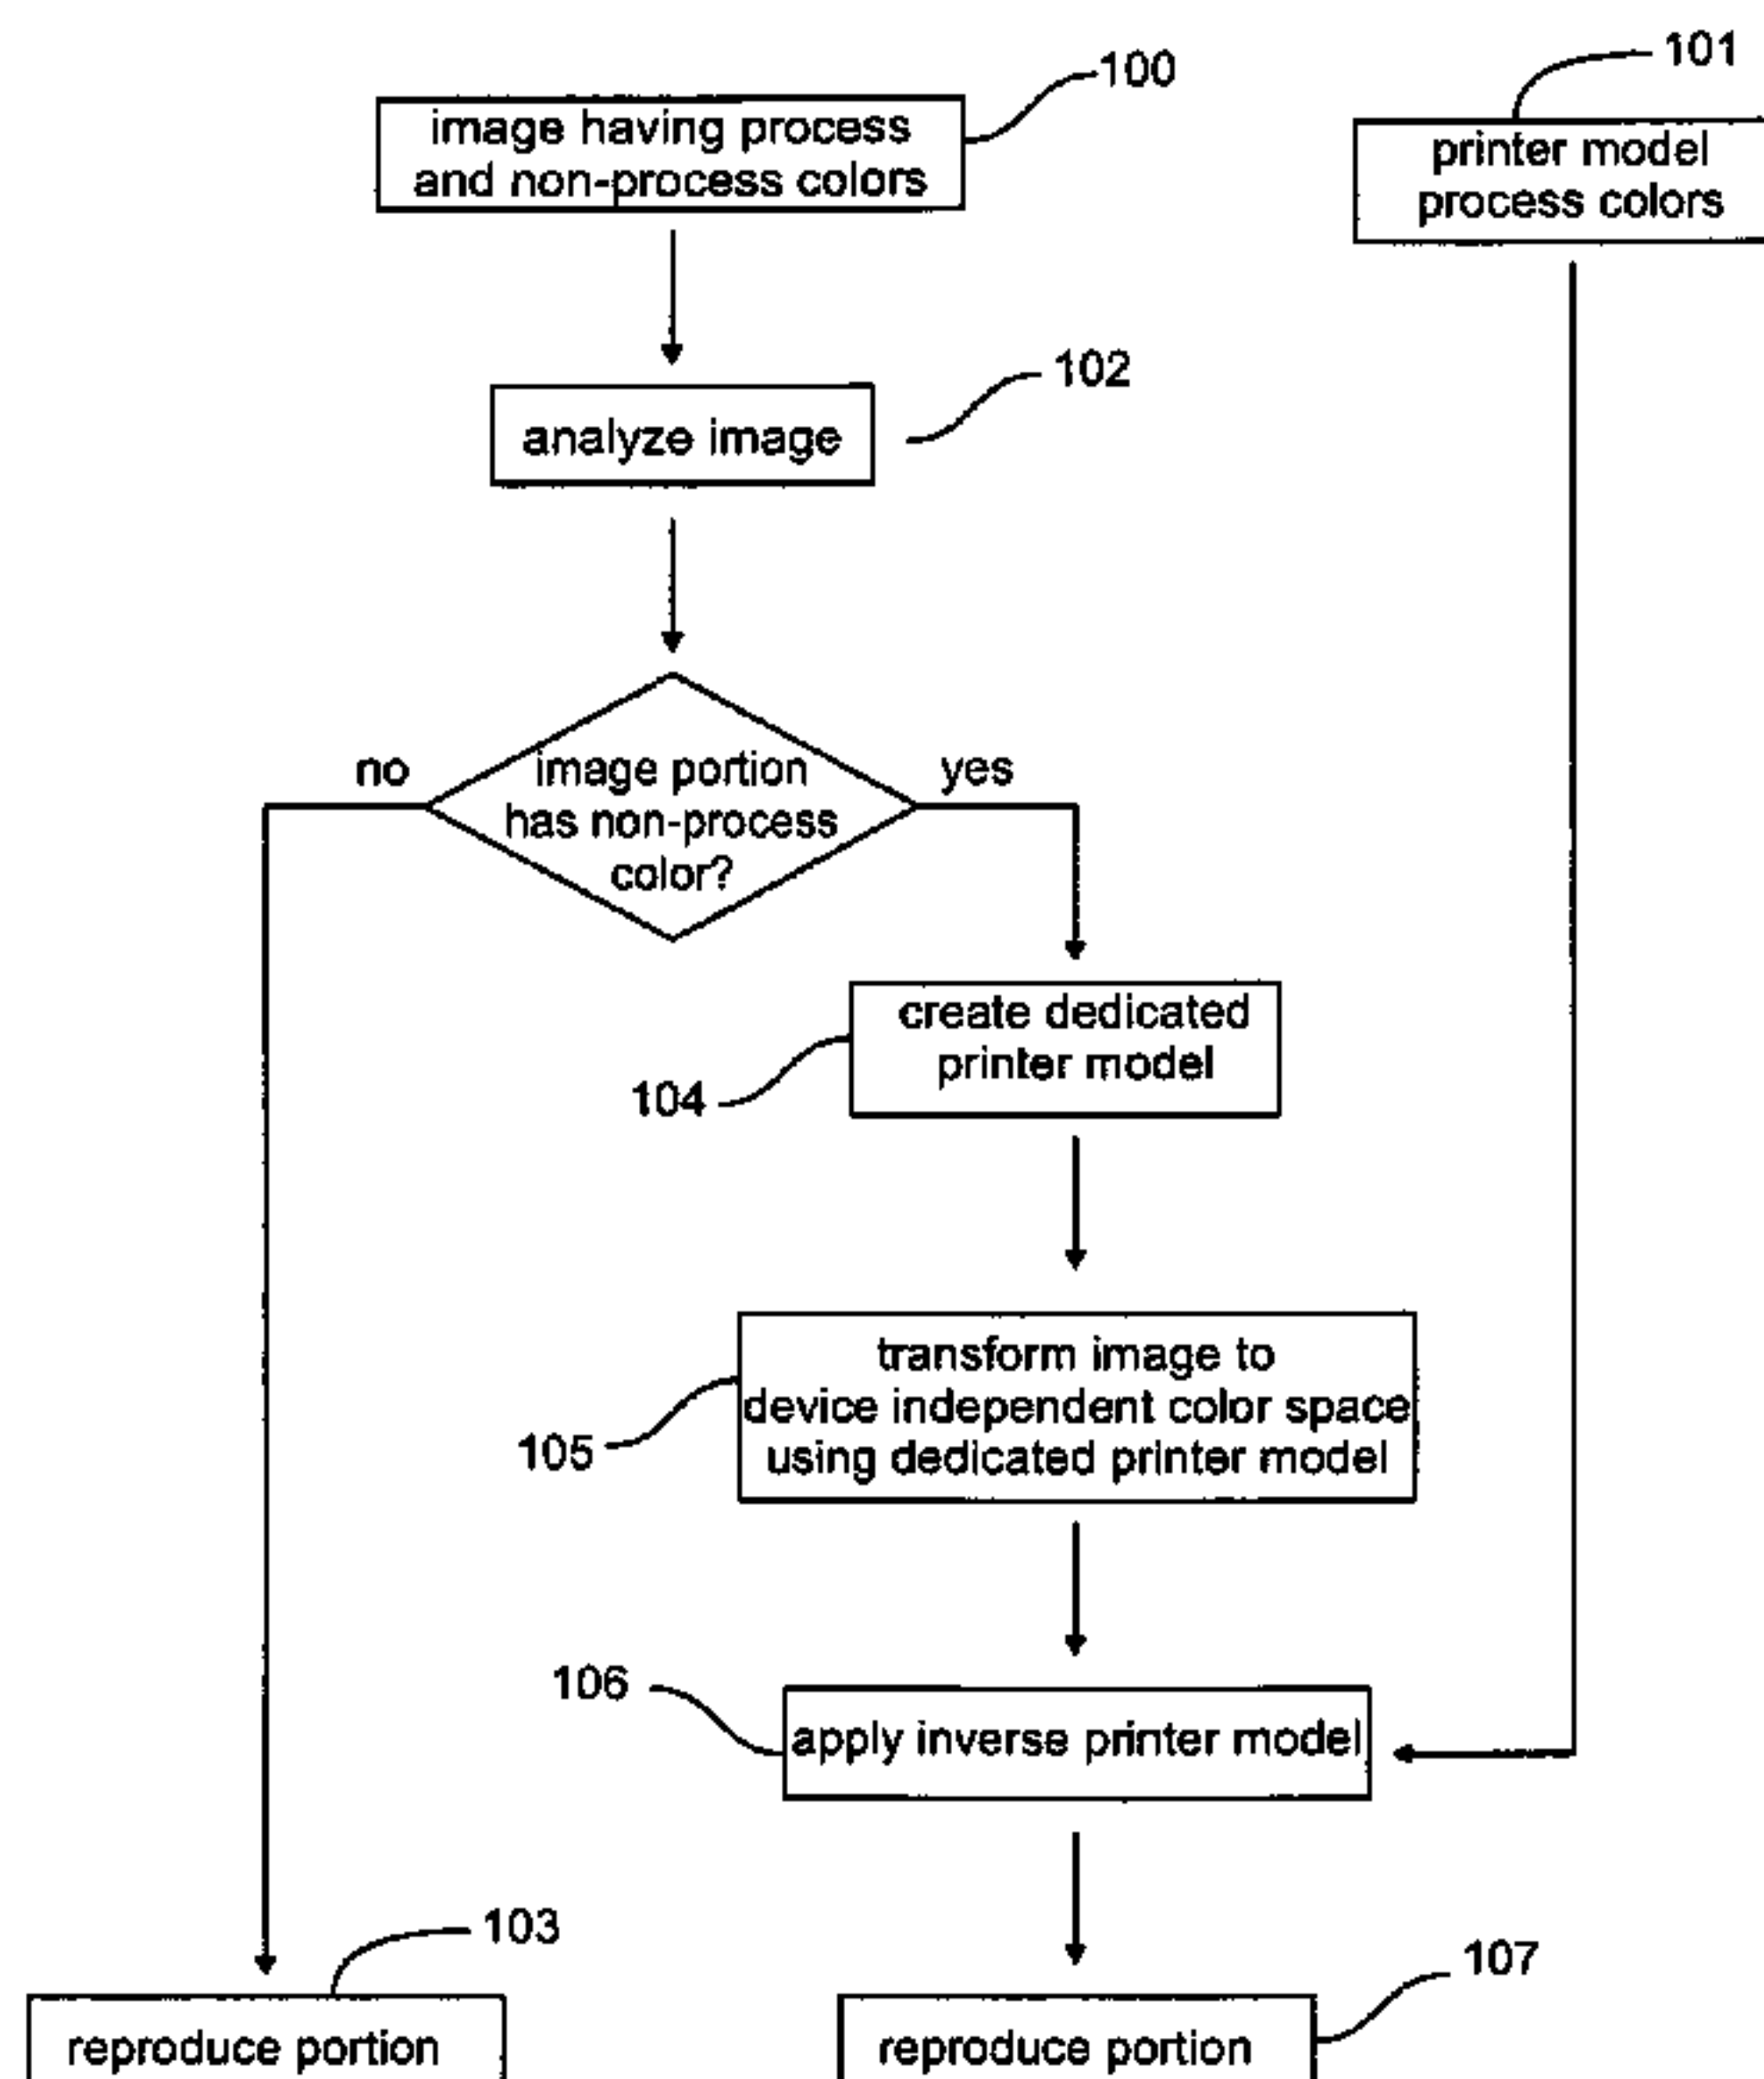 100
101
image having process
and non-process colors
printer model
process colors
102
analyze image
no
yes
image portion
has non-process
color?
create dedicated
printer model
104
transform image to
device independent color space
using dedicated printer model
105
106
apply inverse printer model
103
107
reproduce portion
reproduce portion